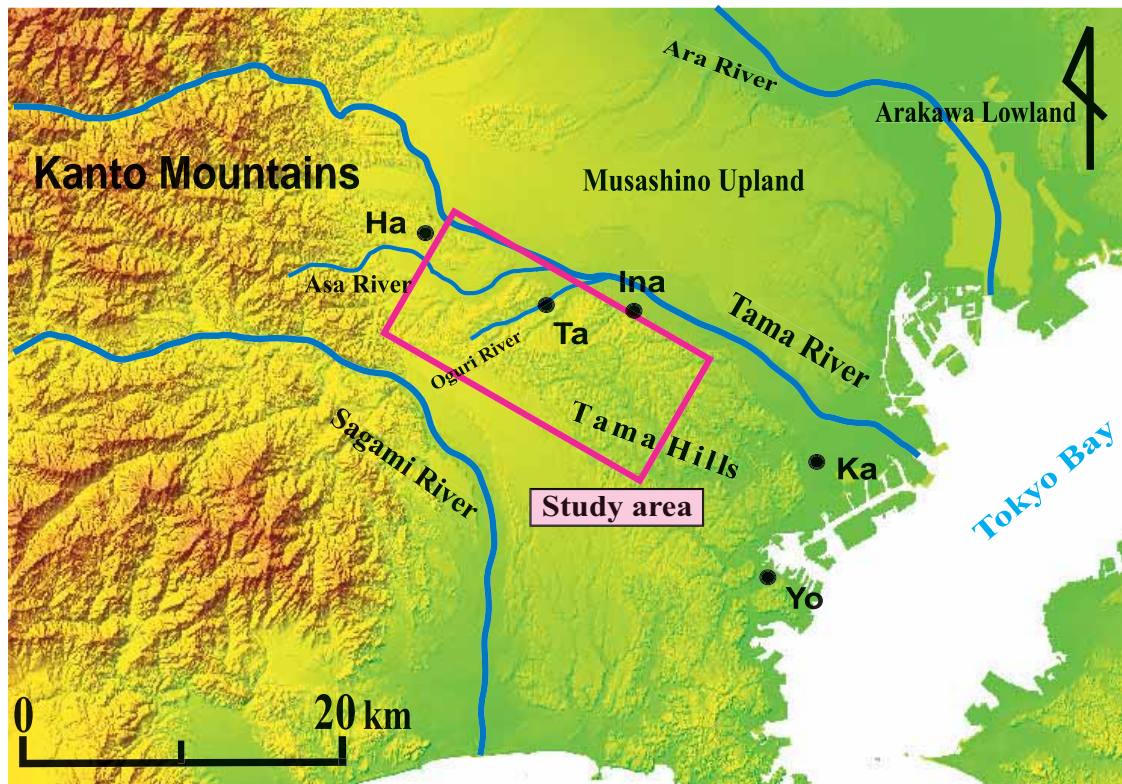 Ara River
Arakawa Lowland
Kanto Mountains
Musashino Upland
Ha
Asa River
Ina
Ta
Tama River
Oguri River
Sagami River
Tama Hills
Ka
Tokyo Bay
Study area
Yo
0 20 km